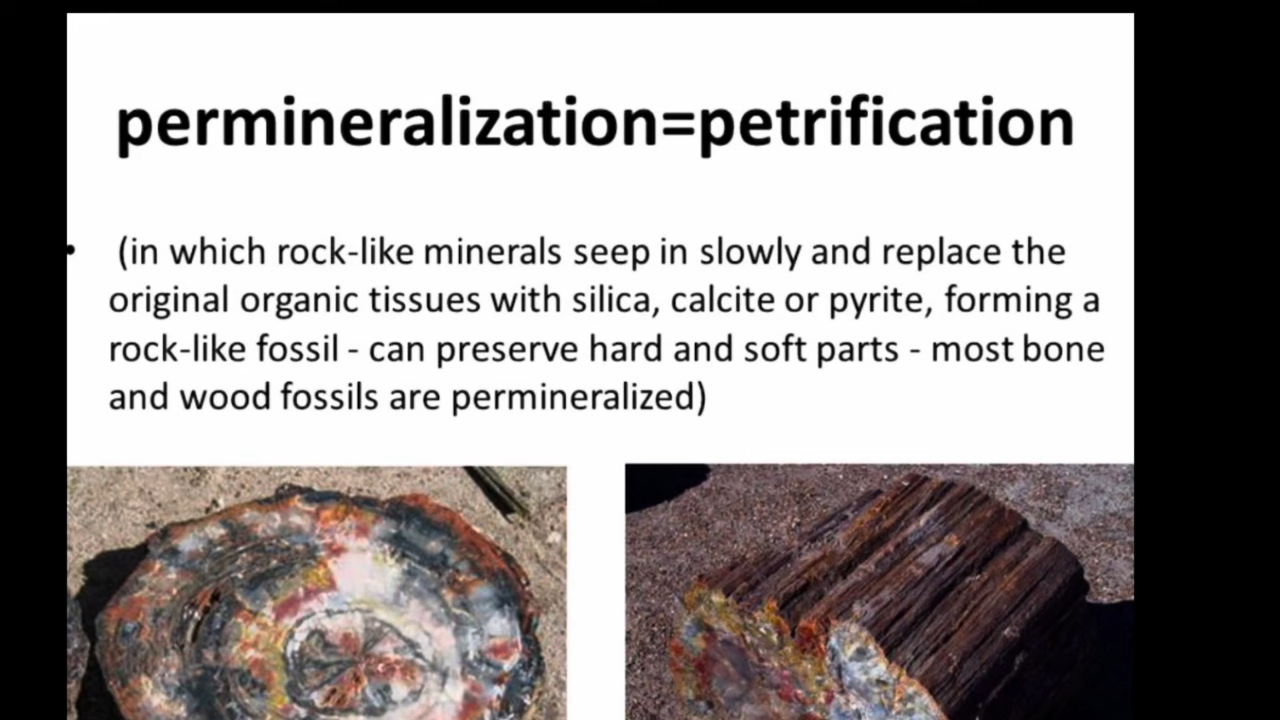 permineralization=petrification
• (in which rock-like minerals seep in slowly and replace the
original organic tissues with silica, calcite or pyrite, forming a
rock-like fossil - can preserve hard and soft parts - most bone
and wood fossils are permineralized)